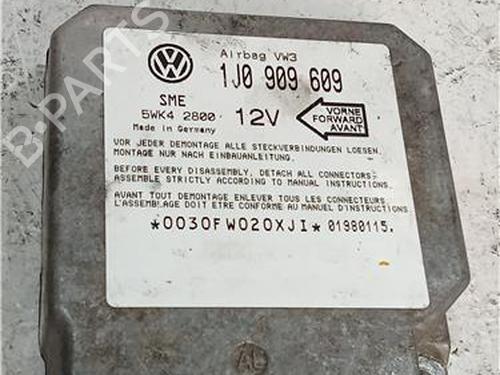 Airbag VW3
1J0 909 609
SME
5WK4 2800
12V
Made in Germany
VORNE
FORWARD
AVANT
VOR JEDER DEMONTAGE ALLE STECKVERBINDUNGEN LOESEN.
MONTAGE NUR NACH EINBAUANLEITUNG.
BEFORE EVERY DISASSEMBLY, DETACH ALL CONNECTORS.
ASSEMBLE STRICTLY ACCORDING TO MANUAL INSTRUCTIONS.
AVANT TOUT DEMONTAGE ENLEVER TOUS LES CONNECTEURS.
L'ASSEMBLAGE DOIT ETRE CONFORME AU MANUEL D'INSTRUCTIONS
*0030FW020XJI* 01980115.
AL
B-PARTS